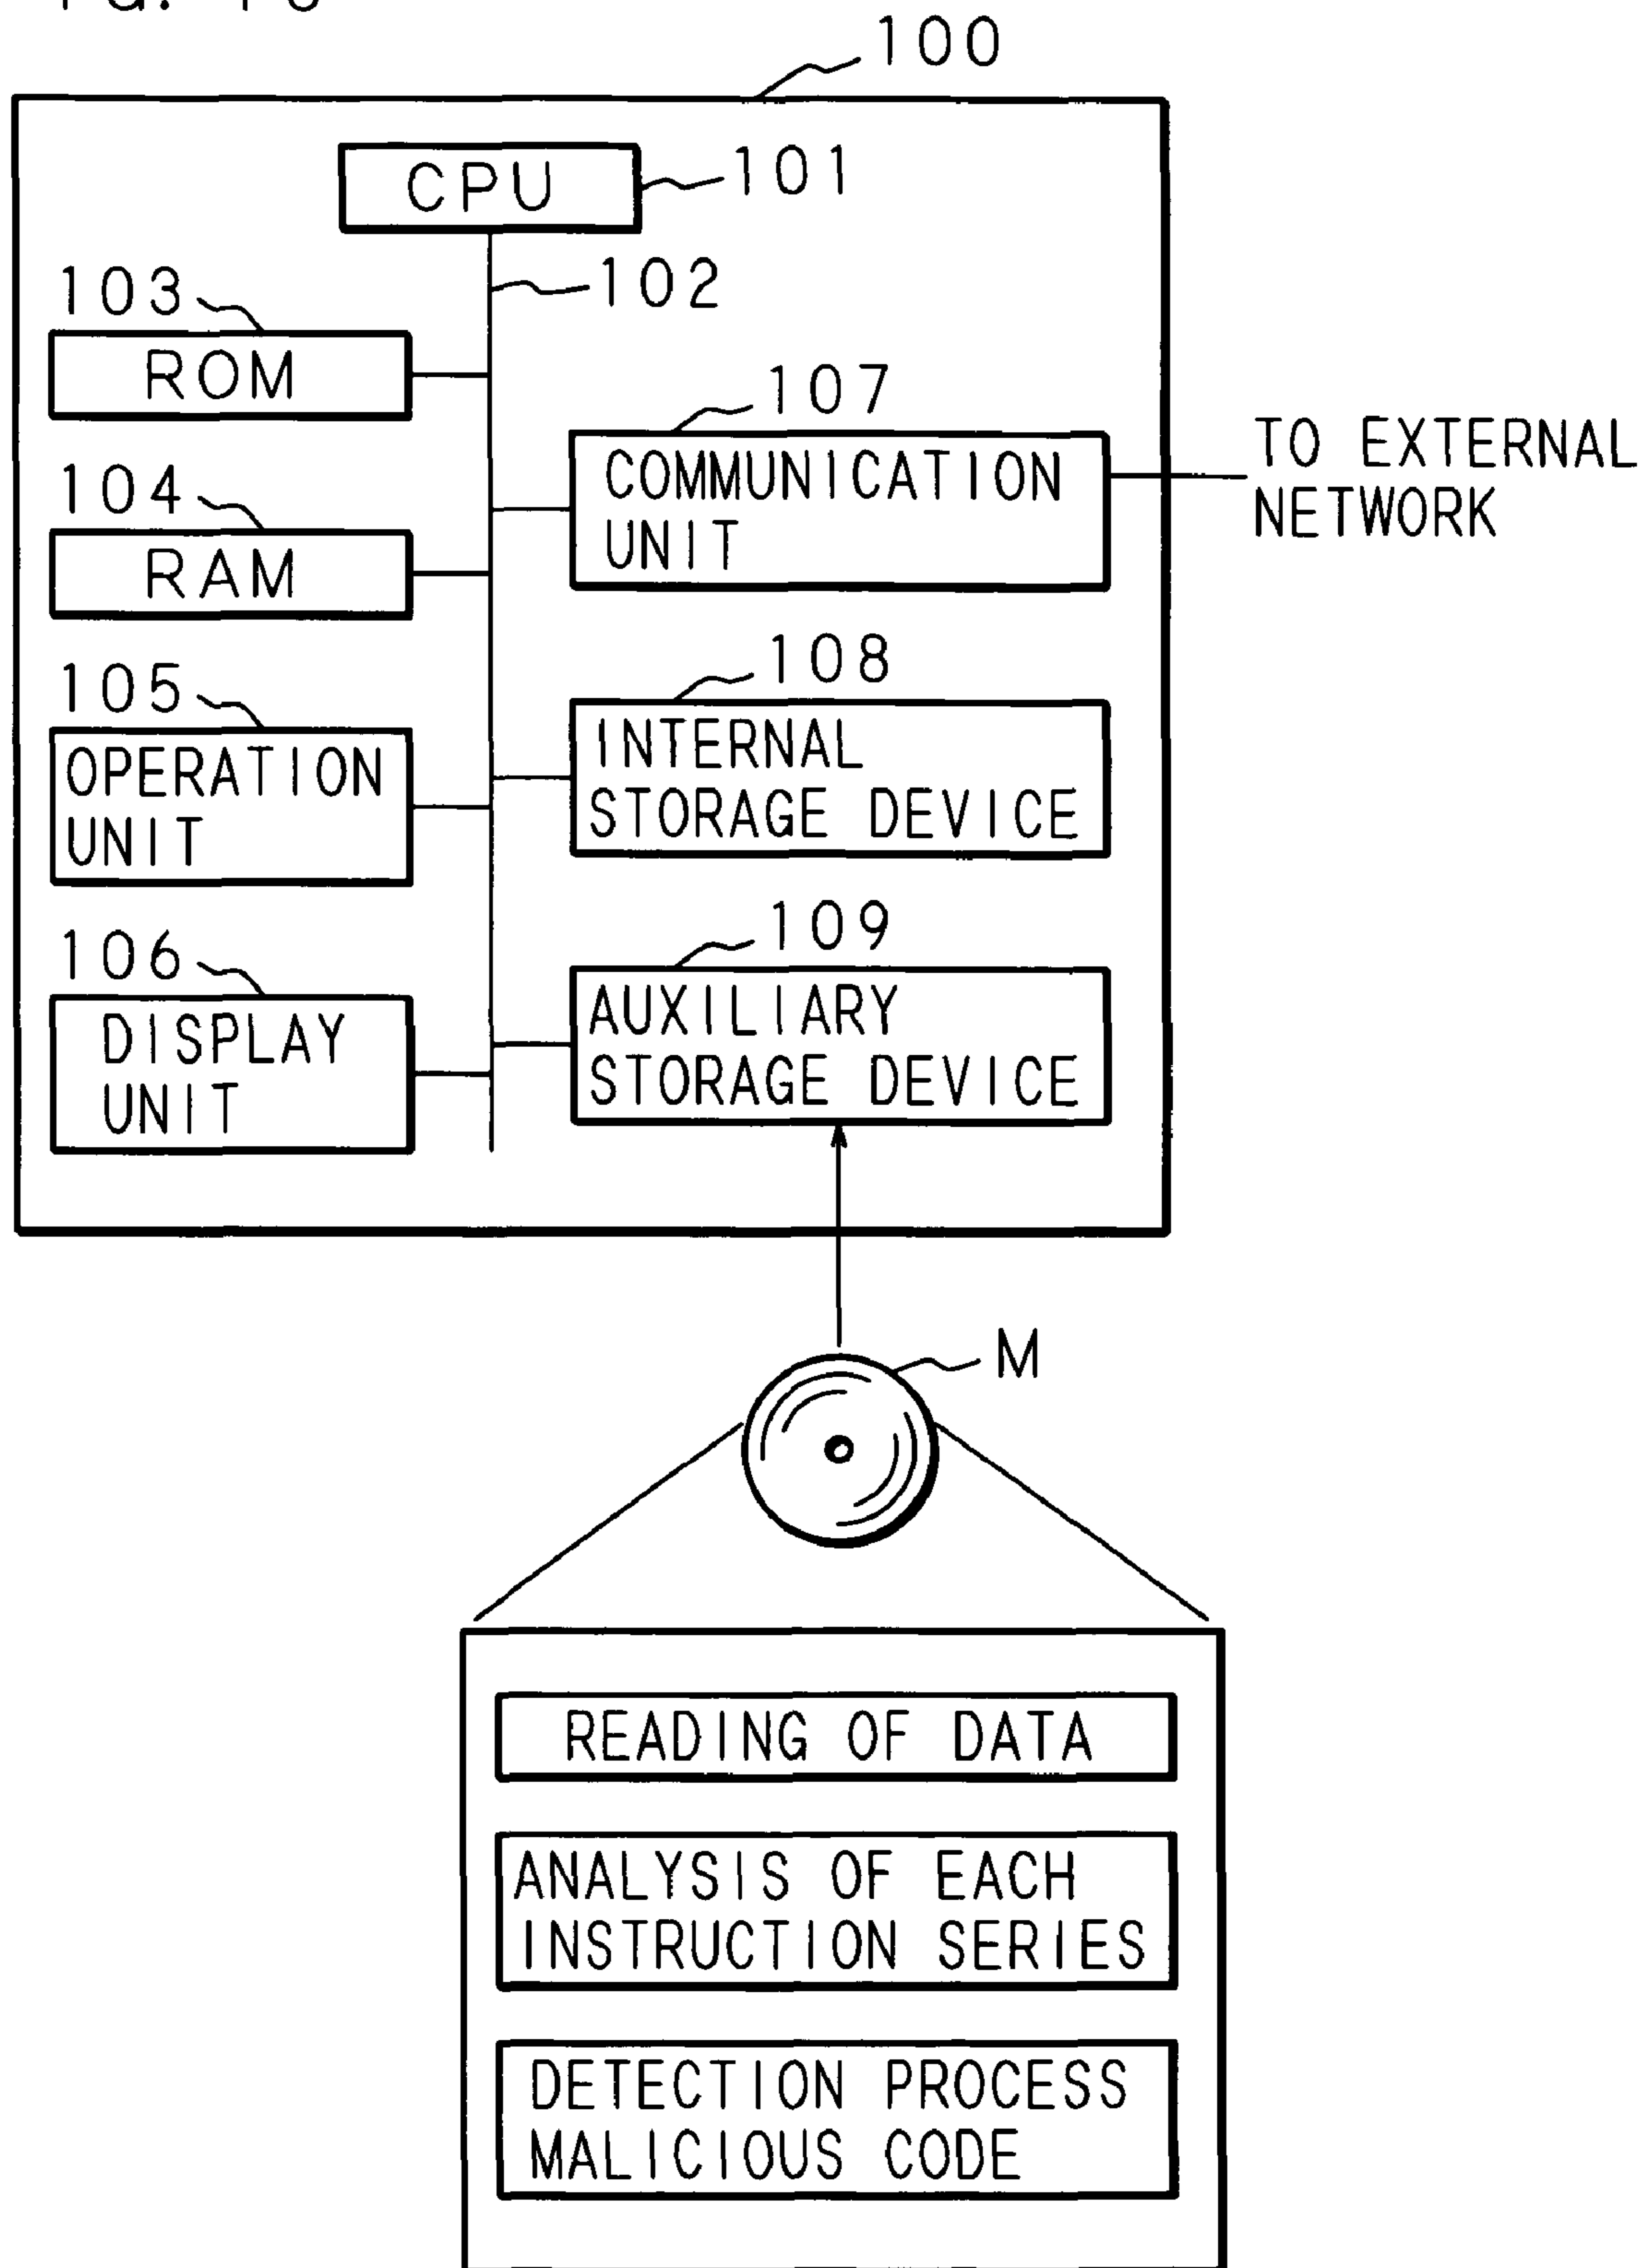 100
CPU
101
102
103
ROM
107
COMMUNICATION
UNIT
TO EXTERNAL
NETWORK
104
RAM
108
INTERNAL
STORAGE DEVICE
105
OPERATION
UNIT
109
AUXILIARY
STORAGE DEVICE
106
DISPLAY
UNIT
M
READING OF DATA
ANALYSIS OF EACH
INSTRUCTION SERIES
DETECTION PROCESS
MALICIOUS CODE